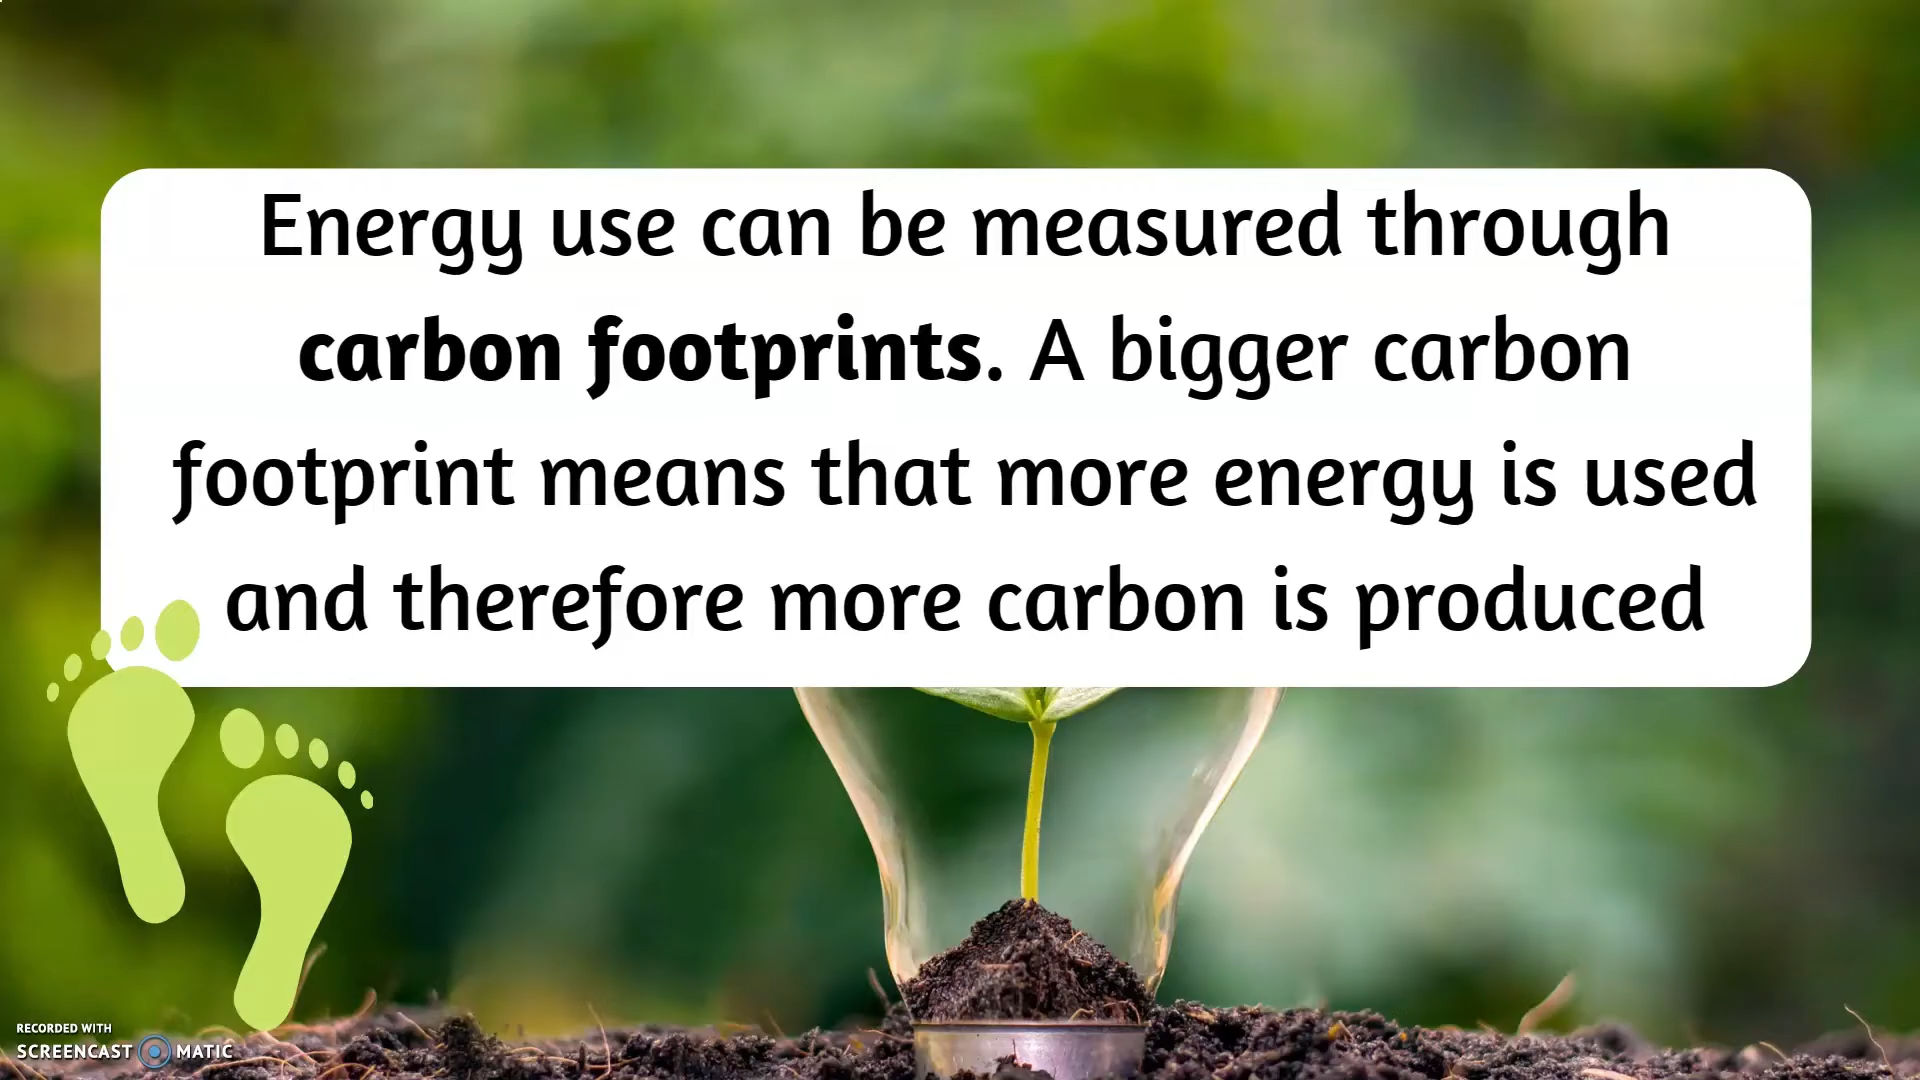 Energy use can be measured through
carbon footprints. A bigger carbon
footprint means that more energy is used
and therefore more carbon is produced
RECORDED WITH
SCREENCAST MATIC